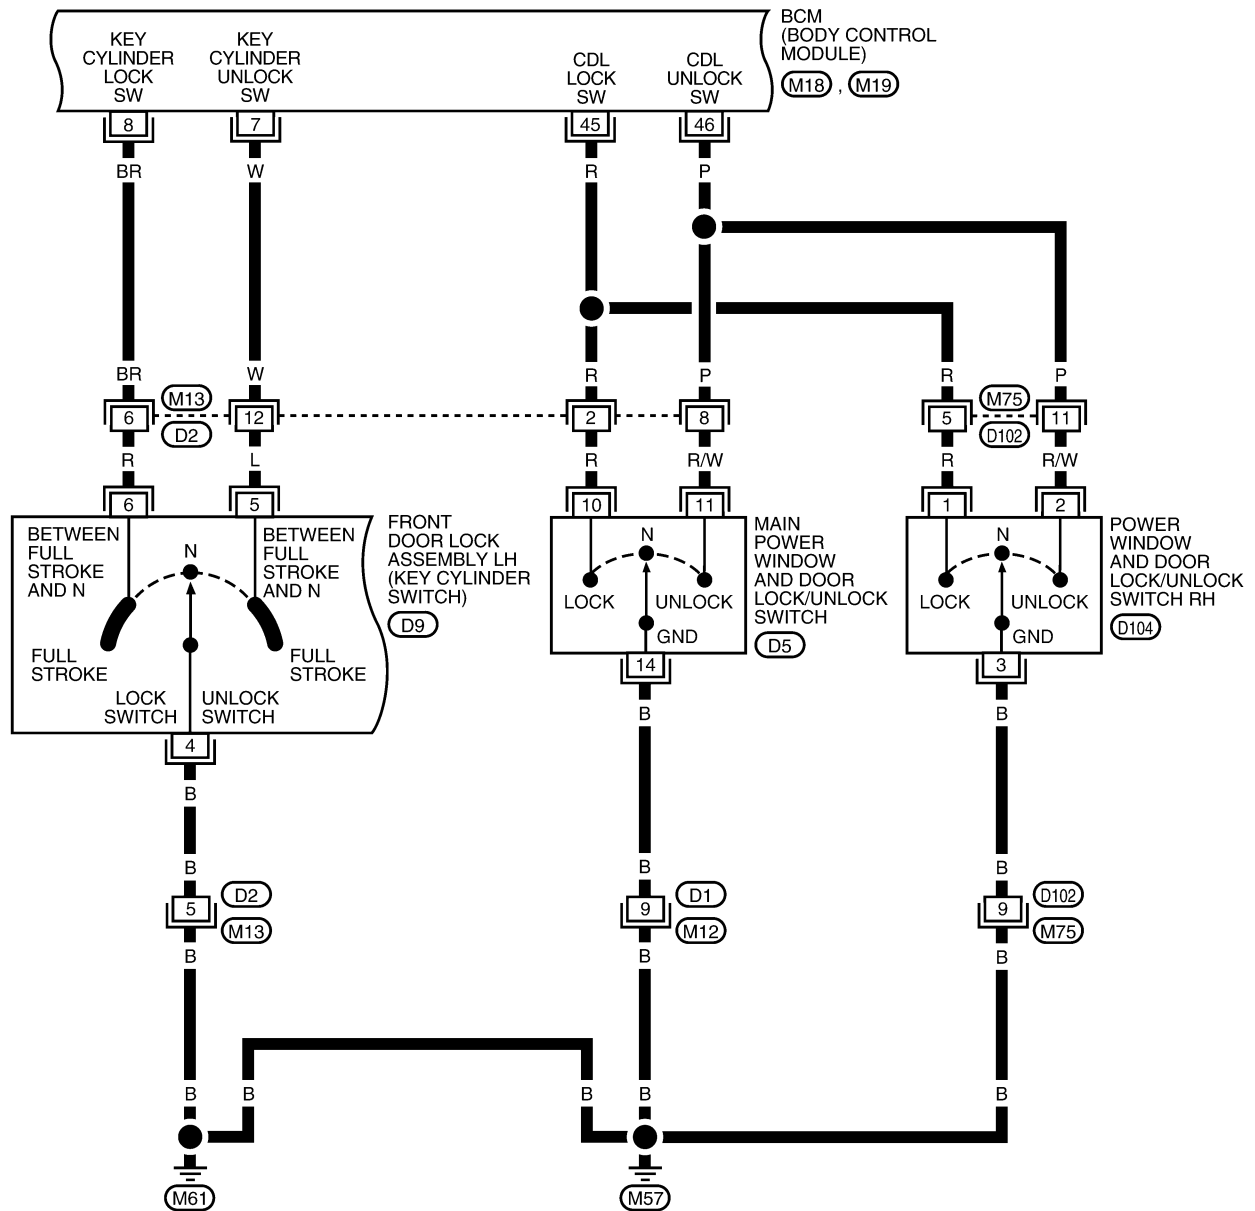 BCM
(BODY CONTROL
MODULE)
M18 , M19
KEY
CYLINDER
LOCK
SW
KEY
CYLINDER
UNLOCK
SW
CDL
LOCK
SW
CDL
UNLOCK
SW
8
7
45
46
BR
W
R
P
BR
W
R
P
R
P
6
M13
D2
12
2
8
5
M75
D102
11
R
L
R
R/W
R
R/W
6
5
10
11
1
2
BETWEEN
FULL
STROKE
AND N
N
BETWEEN
FULL
STROKE
AND N
FULL
STROKE
FULL
STROKE
LOCK
SWITCH
UNLOCK
SWITCH
FRONT
DOOR LOCK
ASSEMBLY LH
(KEY CYLINDER
SWITCH)
D9
N
LOCK
UNLOCK
GND
MAIN
POWER
WINDOW
AND DOOR
LOCK/UNLOCK
SWITCH
D5
N
LOCK
UNLOCK
GND
POWER
WINDOW
AND DOOR
LOCK/UNLOCK
SWITCH RH
D104
4
14
3
B
B
B
B
B
B
5
D2
M13
9
D1
M12
9
D102
M75
B
B
B
B
B
B
B
B
M61
M57